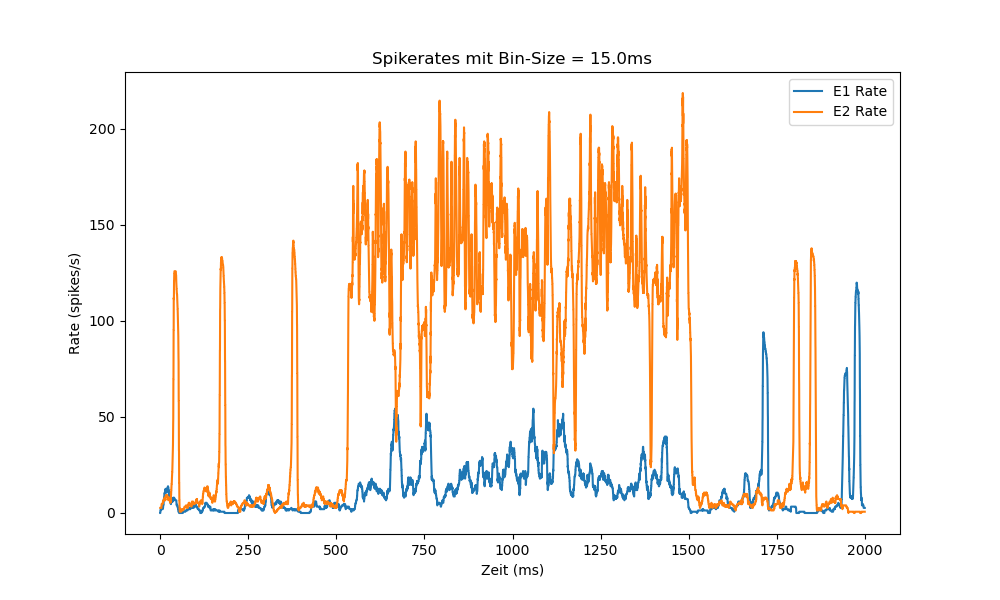 Spikerates mit Bin-Size = 15.0ms
E1 Rate
E2 Rate
Rate (spikes/s)
200
150
100
50
0
0 250 500 750 1000 1250 1500 1750 2000
Zeit (ms)